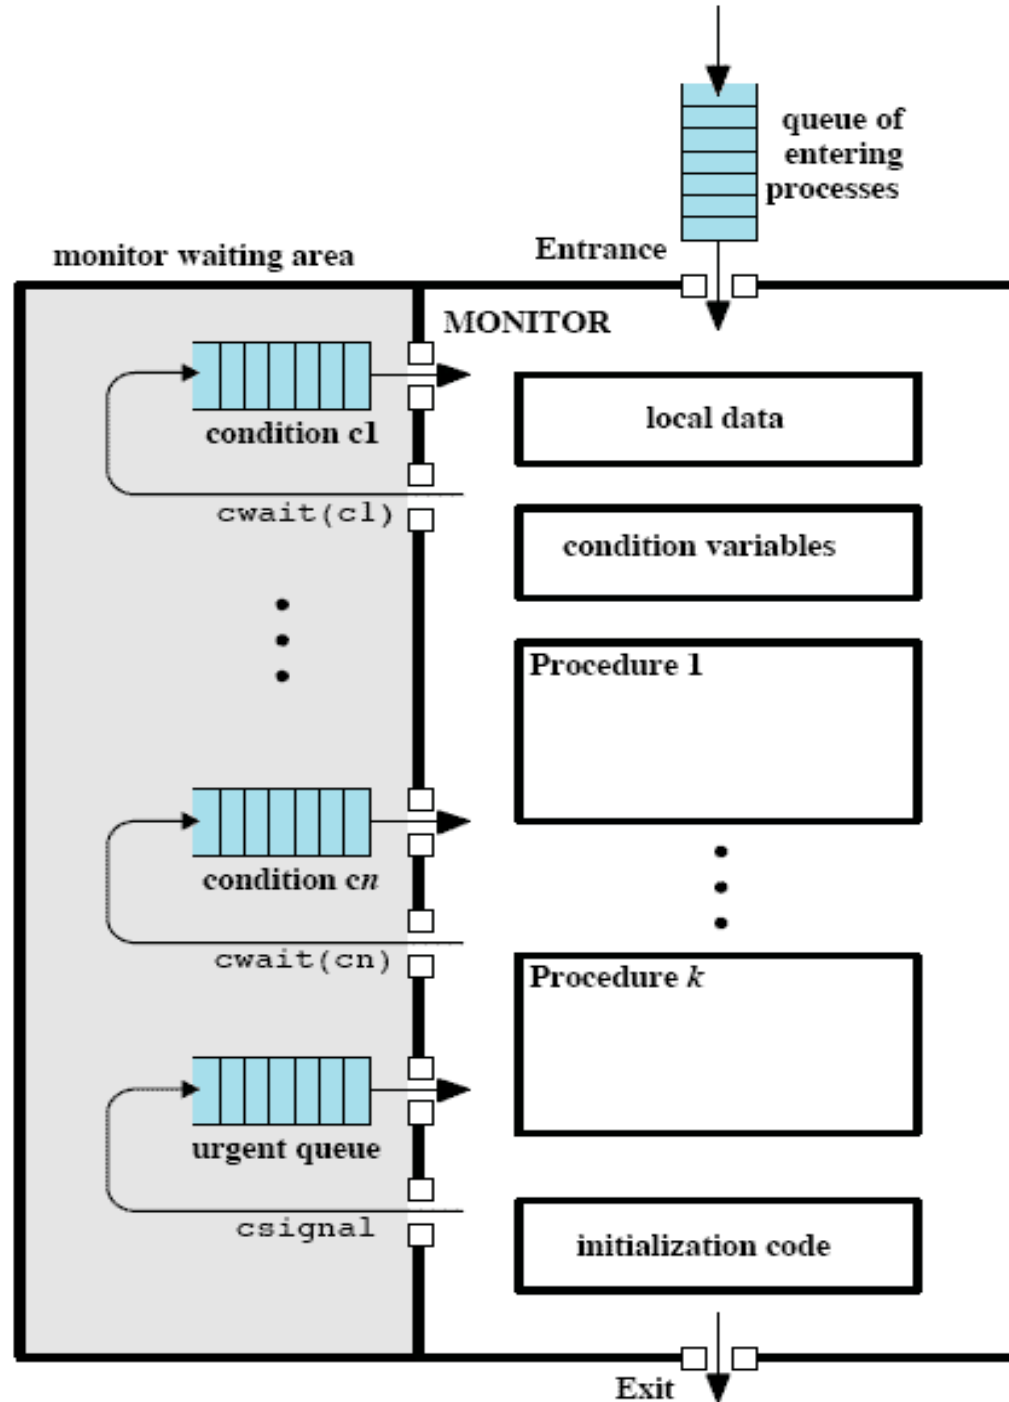 queue of
entering
processes
Entrance
monitor waiting area
MONITOR
condition c1
cwait(c1)
local data
condition variables
Procedure 1
condition cn
cwait(cn)
Procedure k
urgent queue
csignal
initialization code
Exit